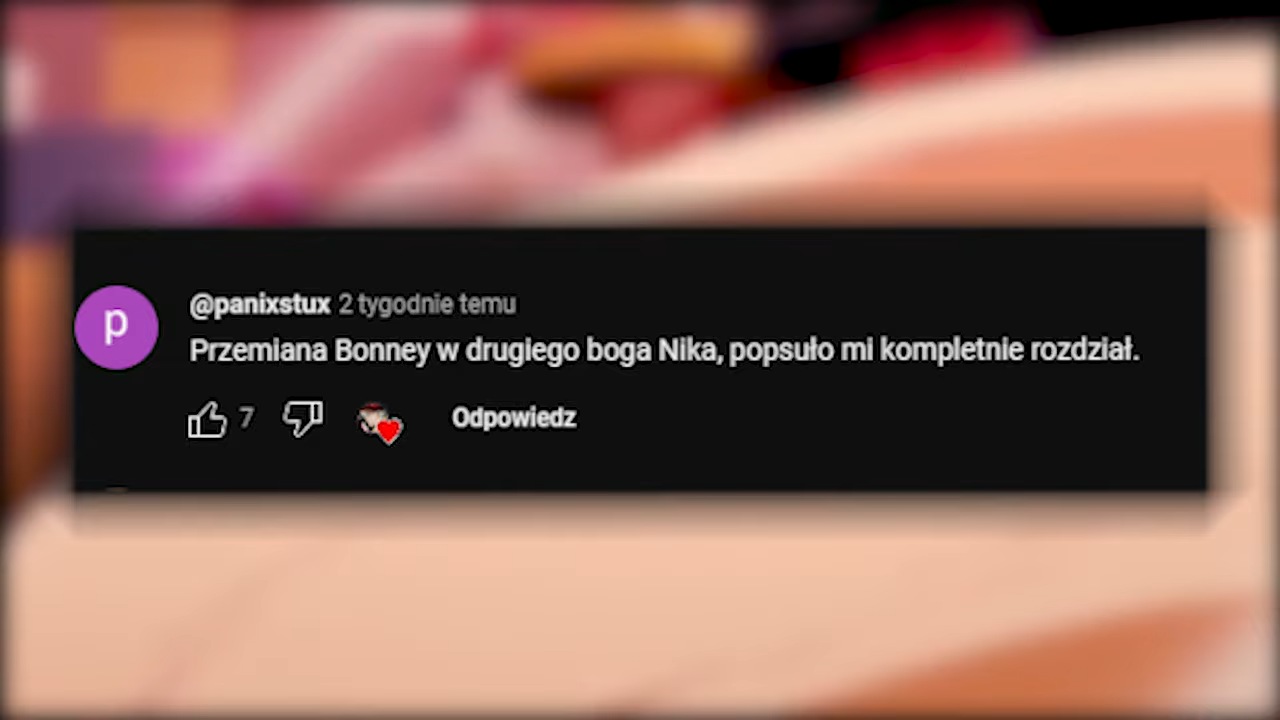 p
@panixstux 2 tygodnie temu
Przemiana Bonney w drugiego boga Nika, popsuło mi kompletnie rozdział.
7
Odpowiedz